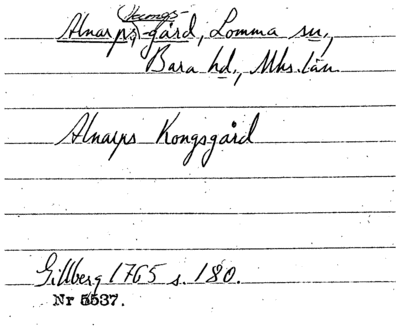 Alnarps Kungs-gård, Lomma sn.,
Bara hd., Mhs. län
Alnarps Kongsgård
Gillberg 1765 s. 180.
Nr 5537.